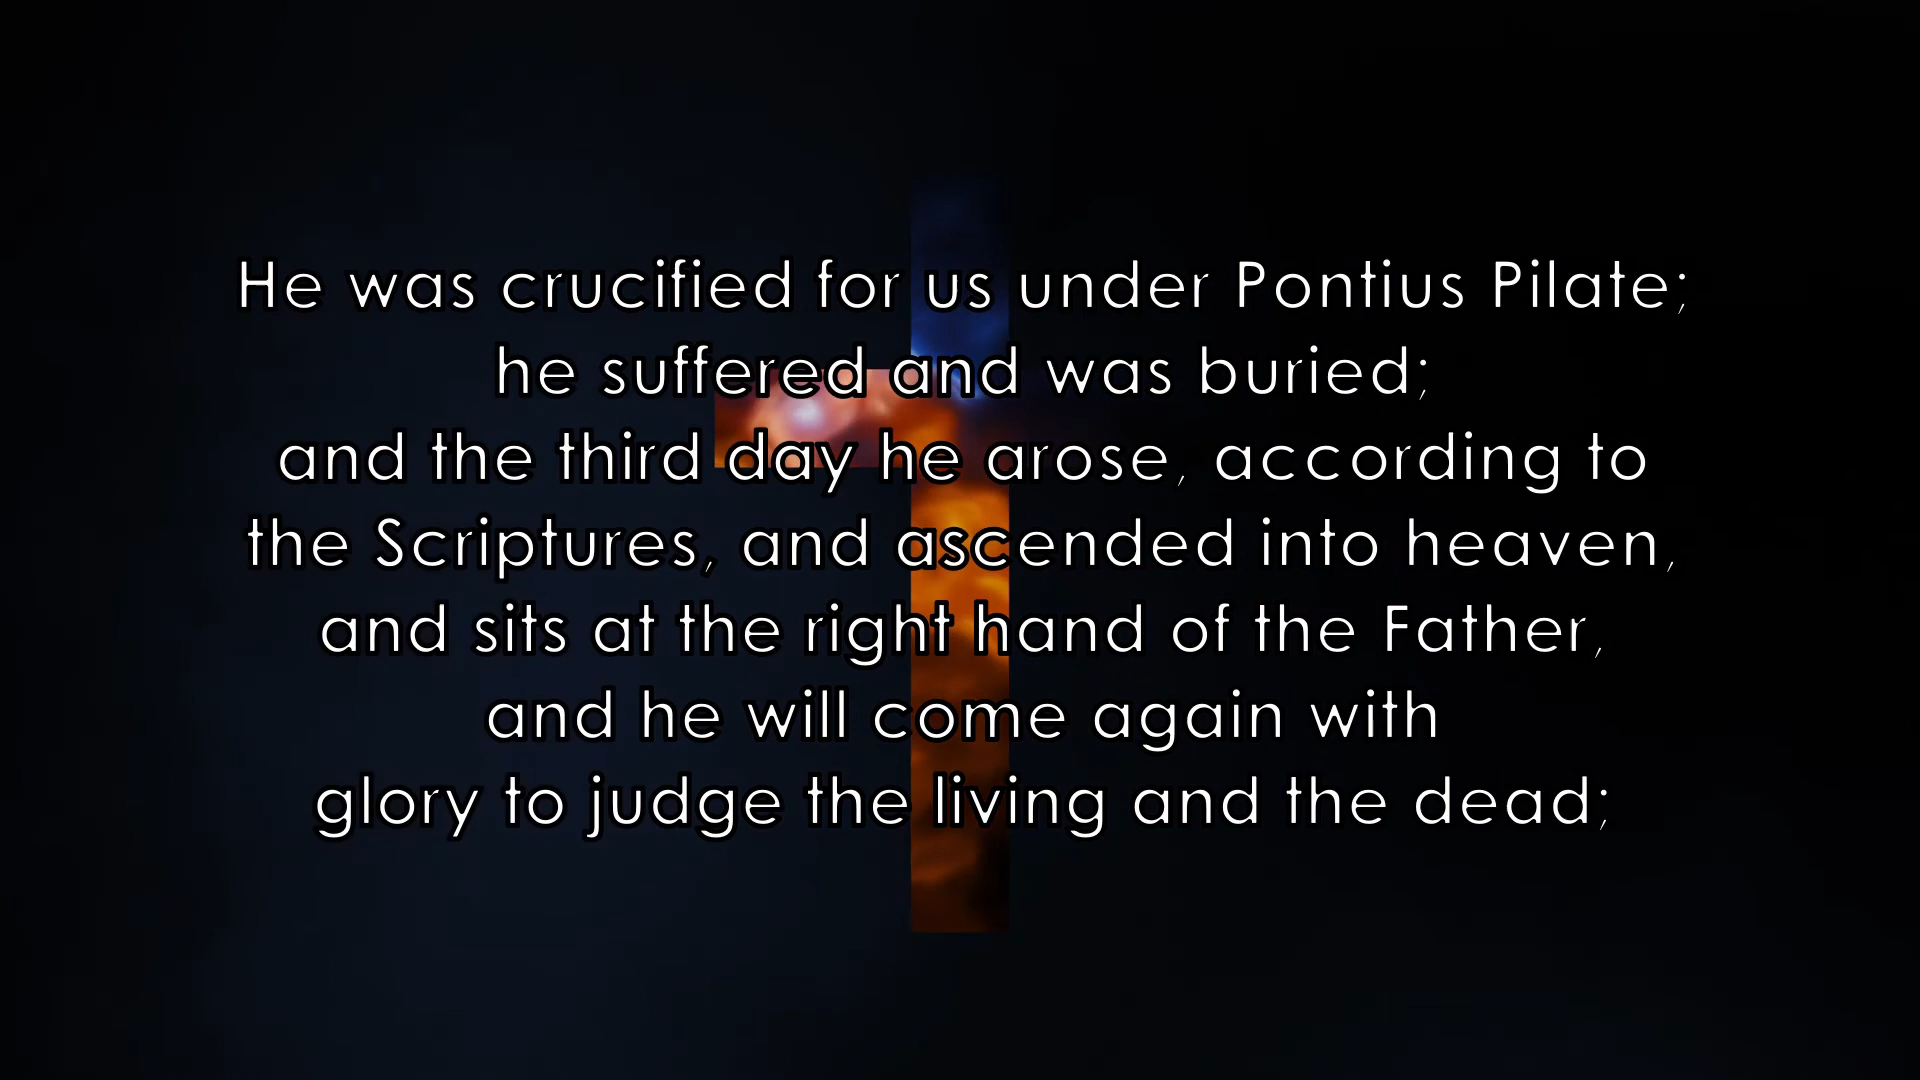 He was crucified for us under Pontius Pilate;
he suffered and was buried;
and the third day he arose, according to
the Scriptures, and ascended into heaven,
and sits at the right hand of the Father,
and he will come again with
glory to judge the living and the dead;